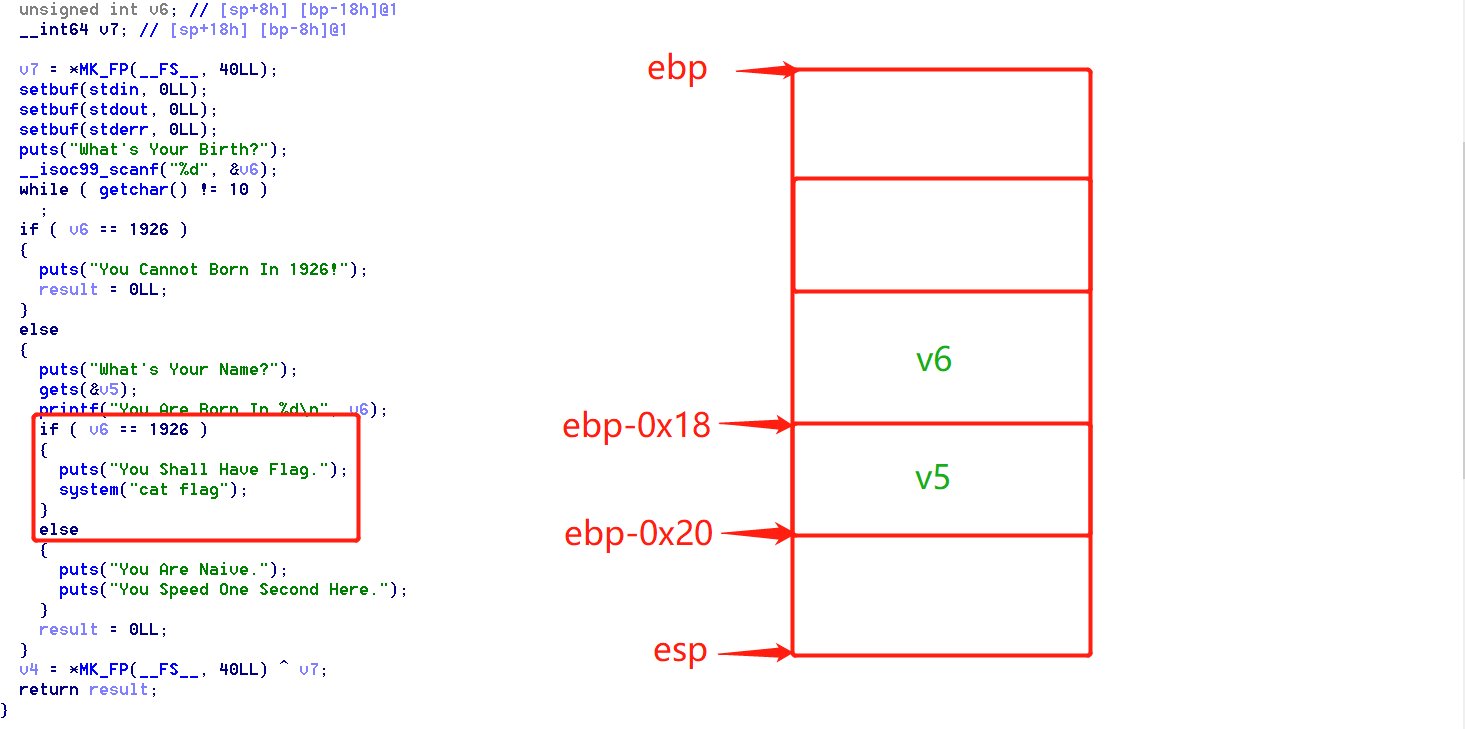 unsigned int v6; // [sp+8h] [bp-18h]@1
__int64 v7; // [sp+18h] [bp-8h]@1
v7 = *MK_FP(__FS__, 40LL);
setbuf(stdin, 0LL);
setbuf(stdout, 0LL);
setbuf(stderr, 0LL);
puts("What's Your Birth?");
__isoc99_scanf("%d", &v6);
while ( getchar() != 10 )
;
if ( v6 == 1926 )
{
puts("You Cannot Born In 1926!");
result = 0LL;
}
else
{
puts("What's Your Name?");
gets(&v5);
printf("You Are Born In %d\n", v6);
if ( v6 == 1926 )
{
puts("You Shall Have Flag.");
system("cat flag");
}
else
{
puts("You Are Naive.");
puts("You Speed One Second Here.");
}
result = 0LL;
}
v4 = *MK_FP(__FS__, 40LL) ^ v7;
return result;
}
ebp
v6
ebp-0x18
v5
ebp-0x20
esp